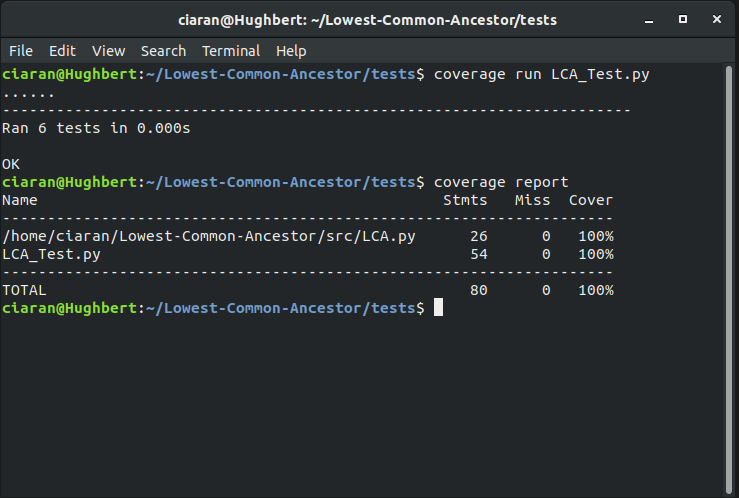 ciaran@Hughbert: ~/Lowest-Common-Ancestor/tests
File Edit View Search Terminal Help
ciaran@Hughbert:~/Lowest-Common-Ancestor/tests$ coverage run LCA_Test.py
......
----------------------------------------------------------------------
Ran 6 tests in 0.000s
OK
ciaran@Hughbert:~/Lowest-Common-Ancestor/tests$ coverage report
Name                                             Stmts   Miss  Cover
--------------------------------------------------------------------
/home/ciaran/Lowest-Common-Ancestor/src/LCA.py      26      0   100%
LCA_Test.py                                         54      0   100%
--------------------------------------------------------------------
TOTAL                                               80      0   100%
ciaran@Hughbert:~/Lowest-Common-Ancestor/tests$